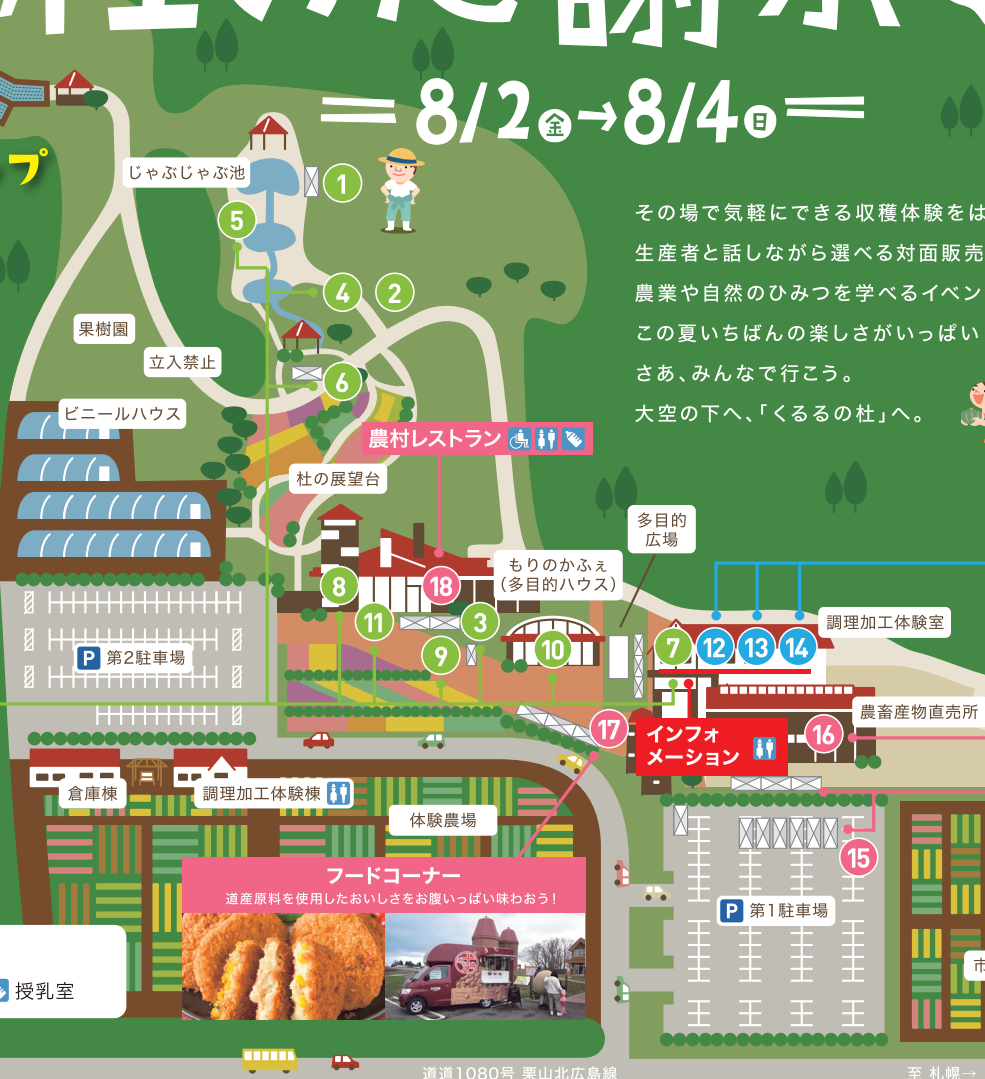 謝
8/2金→8/4日
プ
じゃぶじゃぶ池
1
5
4
2
6
その場で気軽にできる収穫体験をは
生産者と話しながら選べる対面販売
農業や自然のひみつを学べるイベン
この夏いちばんの楽しさがいっぱい
さあ、みんなで行こう。
大空の下へ、「くるるの杜」へ。
果樹園
立入禁止
ビニールハウス
農村レストラン
杜の展望台
多目的
広場
もりのかふぇ
(多目的ハウス)
8
18
11
3
9
10
7
12
13
14
調理加工体験室
P 第2駐車場
農畜産物直売所
17
インフォ
メーション
16
倉庫棟
調理加工体験棟
体験農場
15
フードコーナー
道産原料を使用したおいしさをお腹いっぱい味わおう!
P 第1駐車場
市
授乳室
道道1080号 栗山北広島線
至 札幌→